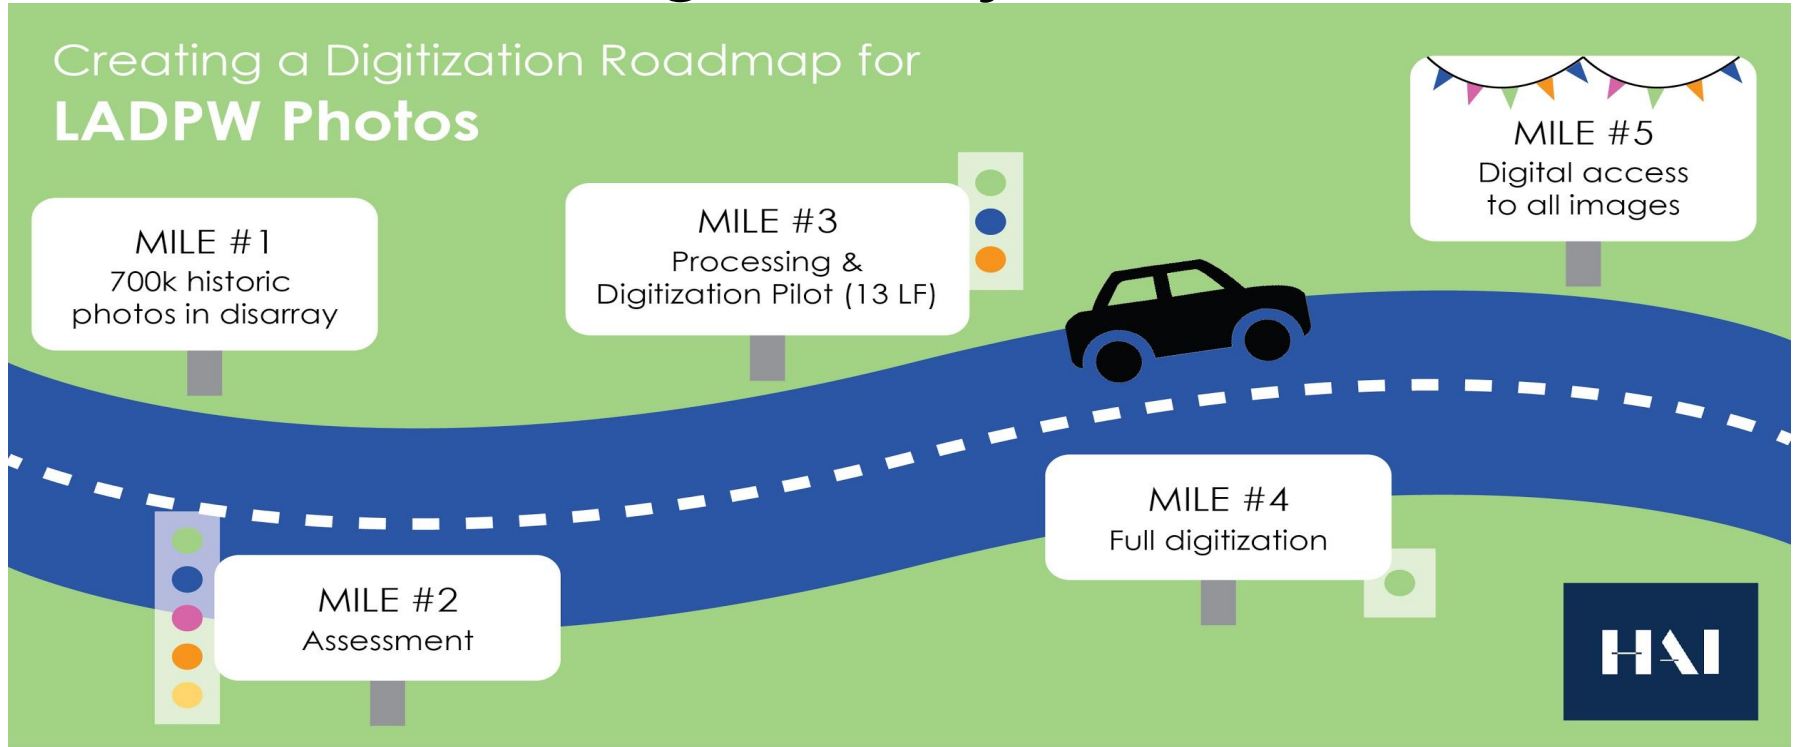 Creating a Digitization Roadmap for
LADPW Photos
MILE #1
700k historic
photos in disarray
MILE #2
Assessment
MILE #3
Processing &
Digitization Pilot (13 LF)
MILE #4
Full digitization
MILE #5
Digital access
to all images
HAI